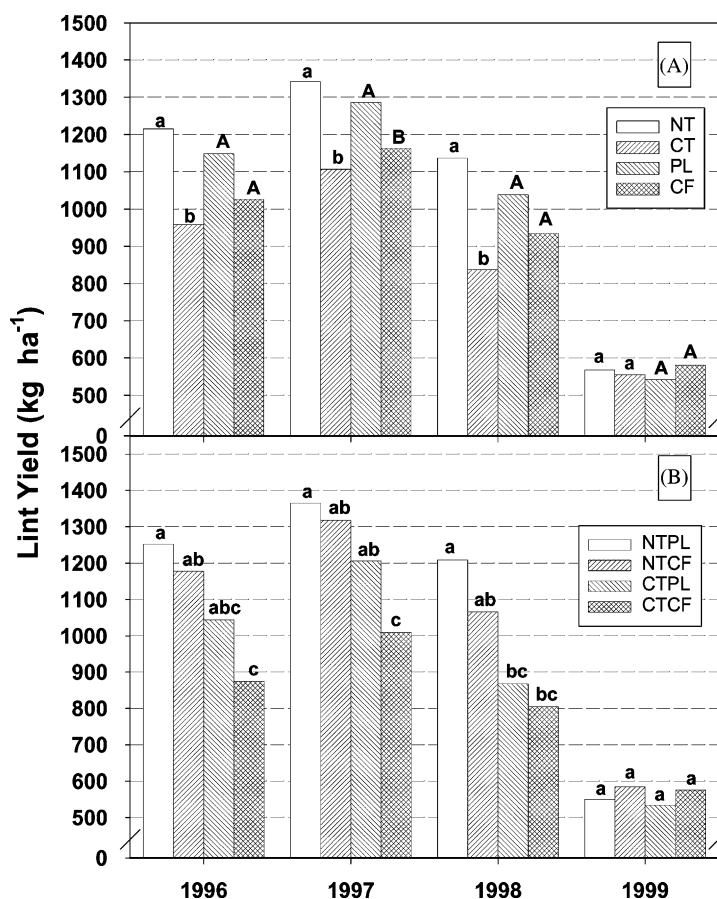 Lint Yield (kg ha-1)
1500
1400
1300
1200
1100
1000
900
800
700
600
500
0
(A)
NT
CT
PL
CF
a
b
A
A
a
b
A
B
a
b
A
A
a
a
A
A
1500
1400
1300
1200
1100
1000
900
800
700
600
500
0
(B)
NTPL
NTCF
CTPL
CTCF
a
ab
abc
c
a
ab
ab
c
a
ab
bc
bc
a
a
a
a
1996 1997 1998 1999